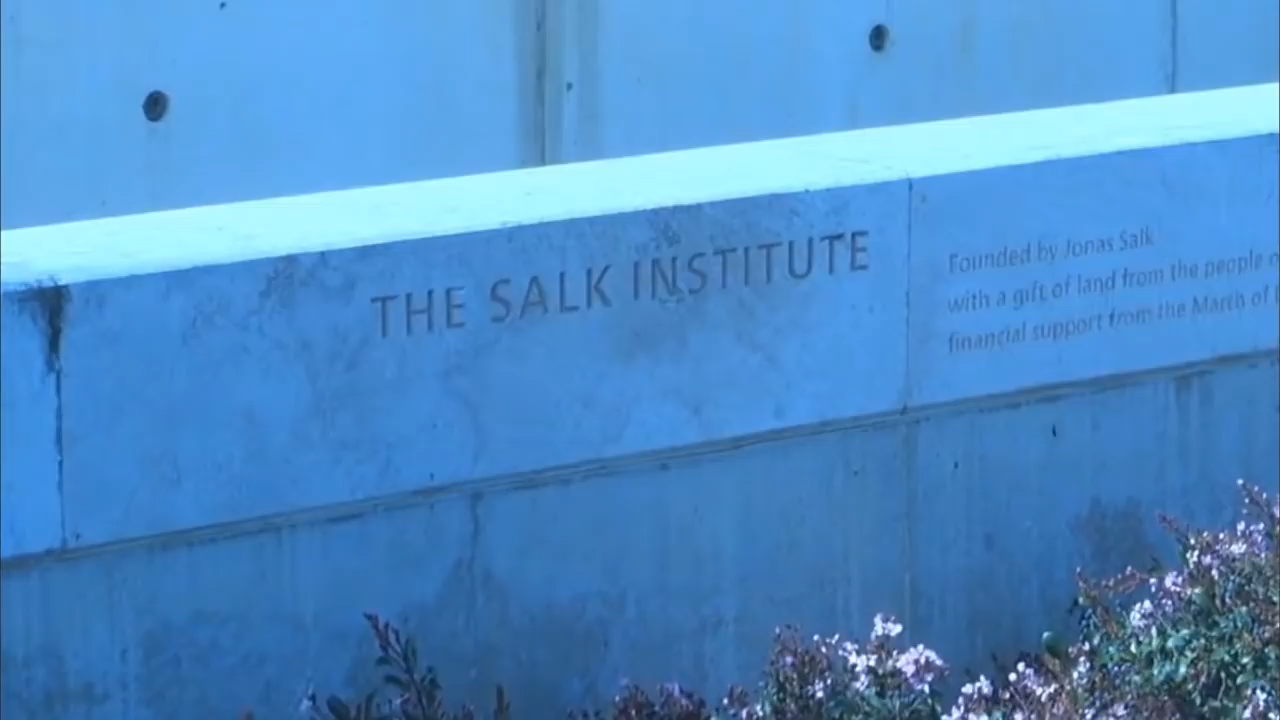 THE SALK INSTITUTE
Founded by Jonas Salk
with a gift of land from the people
financial support from the March of